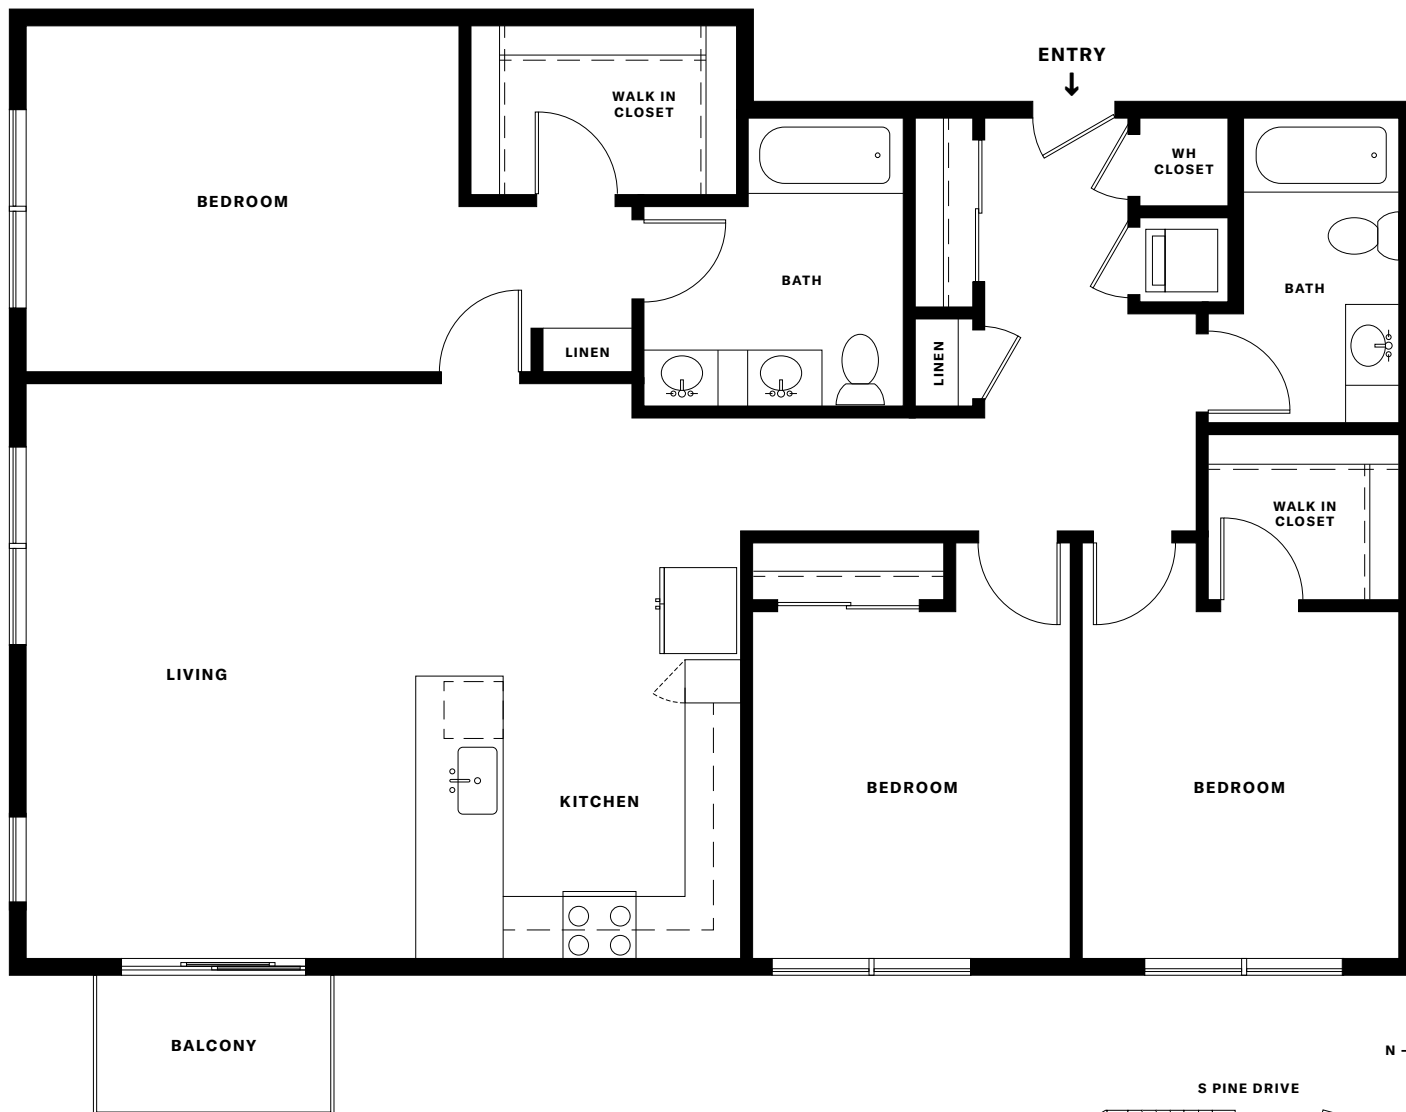 ENTRY
WALK IN
CLOSET
WH
CLOSET
BEDROOM
BATH
BATH
LINEN
LINEN
WALK IN
CLOSET
LIVING
KITCHEN
BEDROOM
BEDROOM
BALCONY
N
S PINE DRIVE